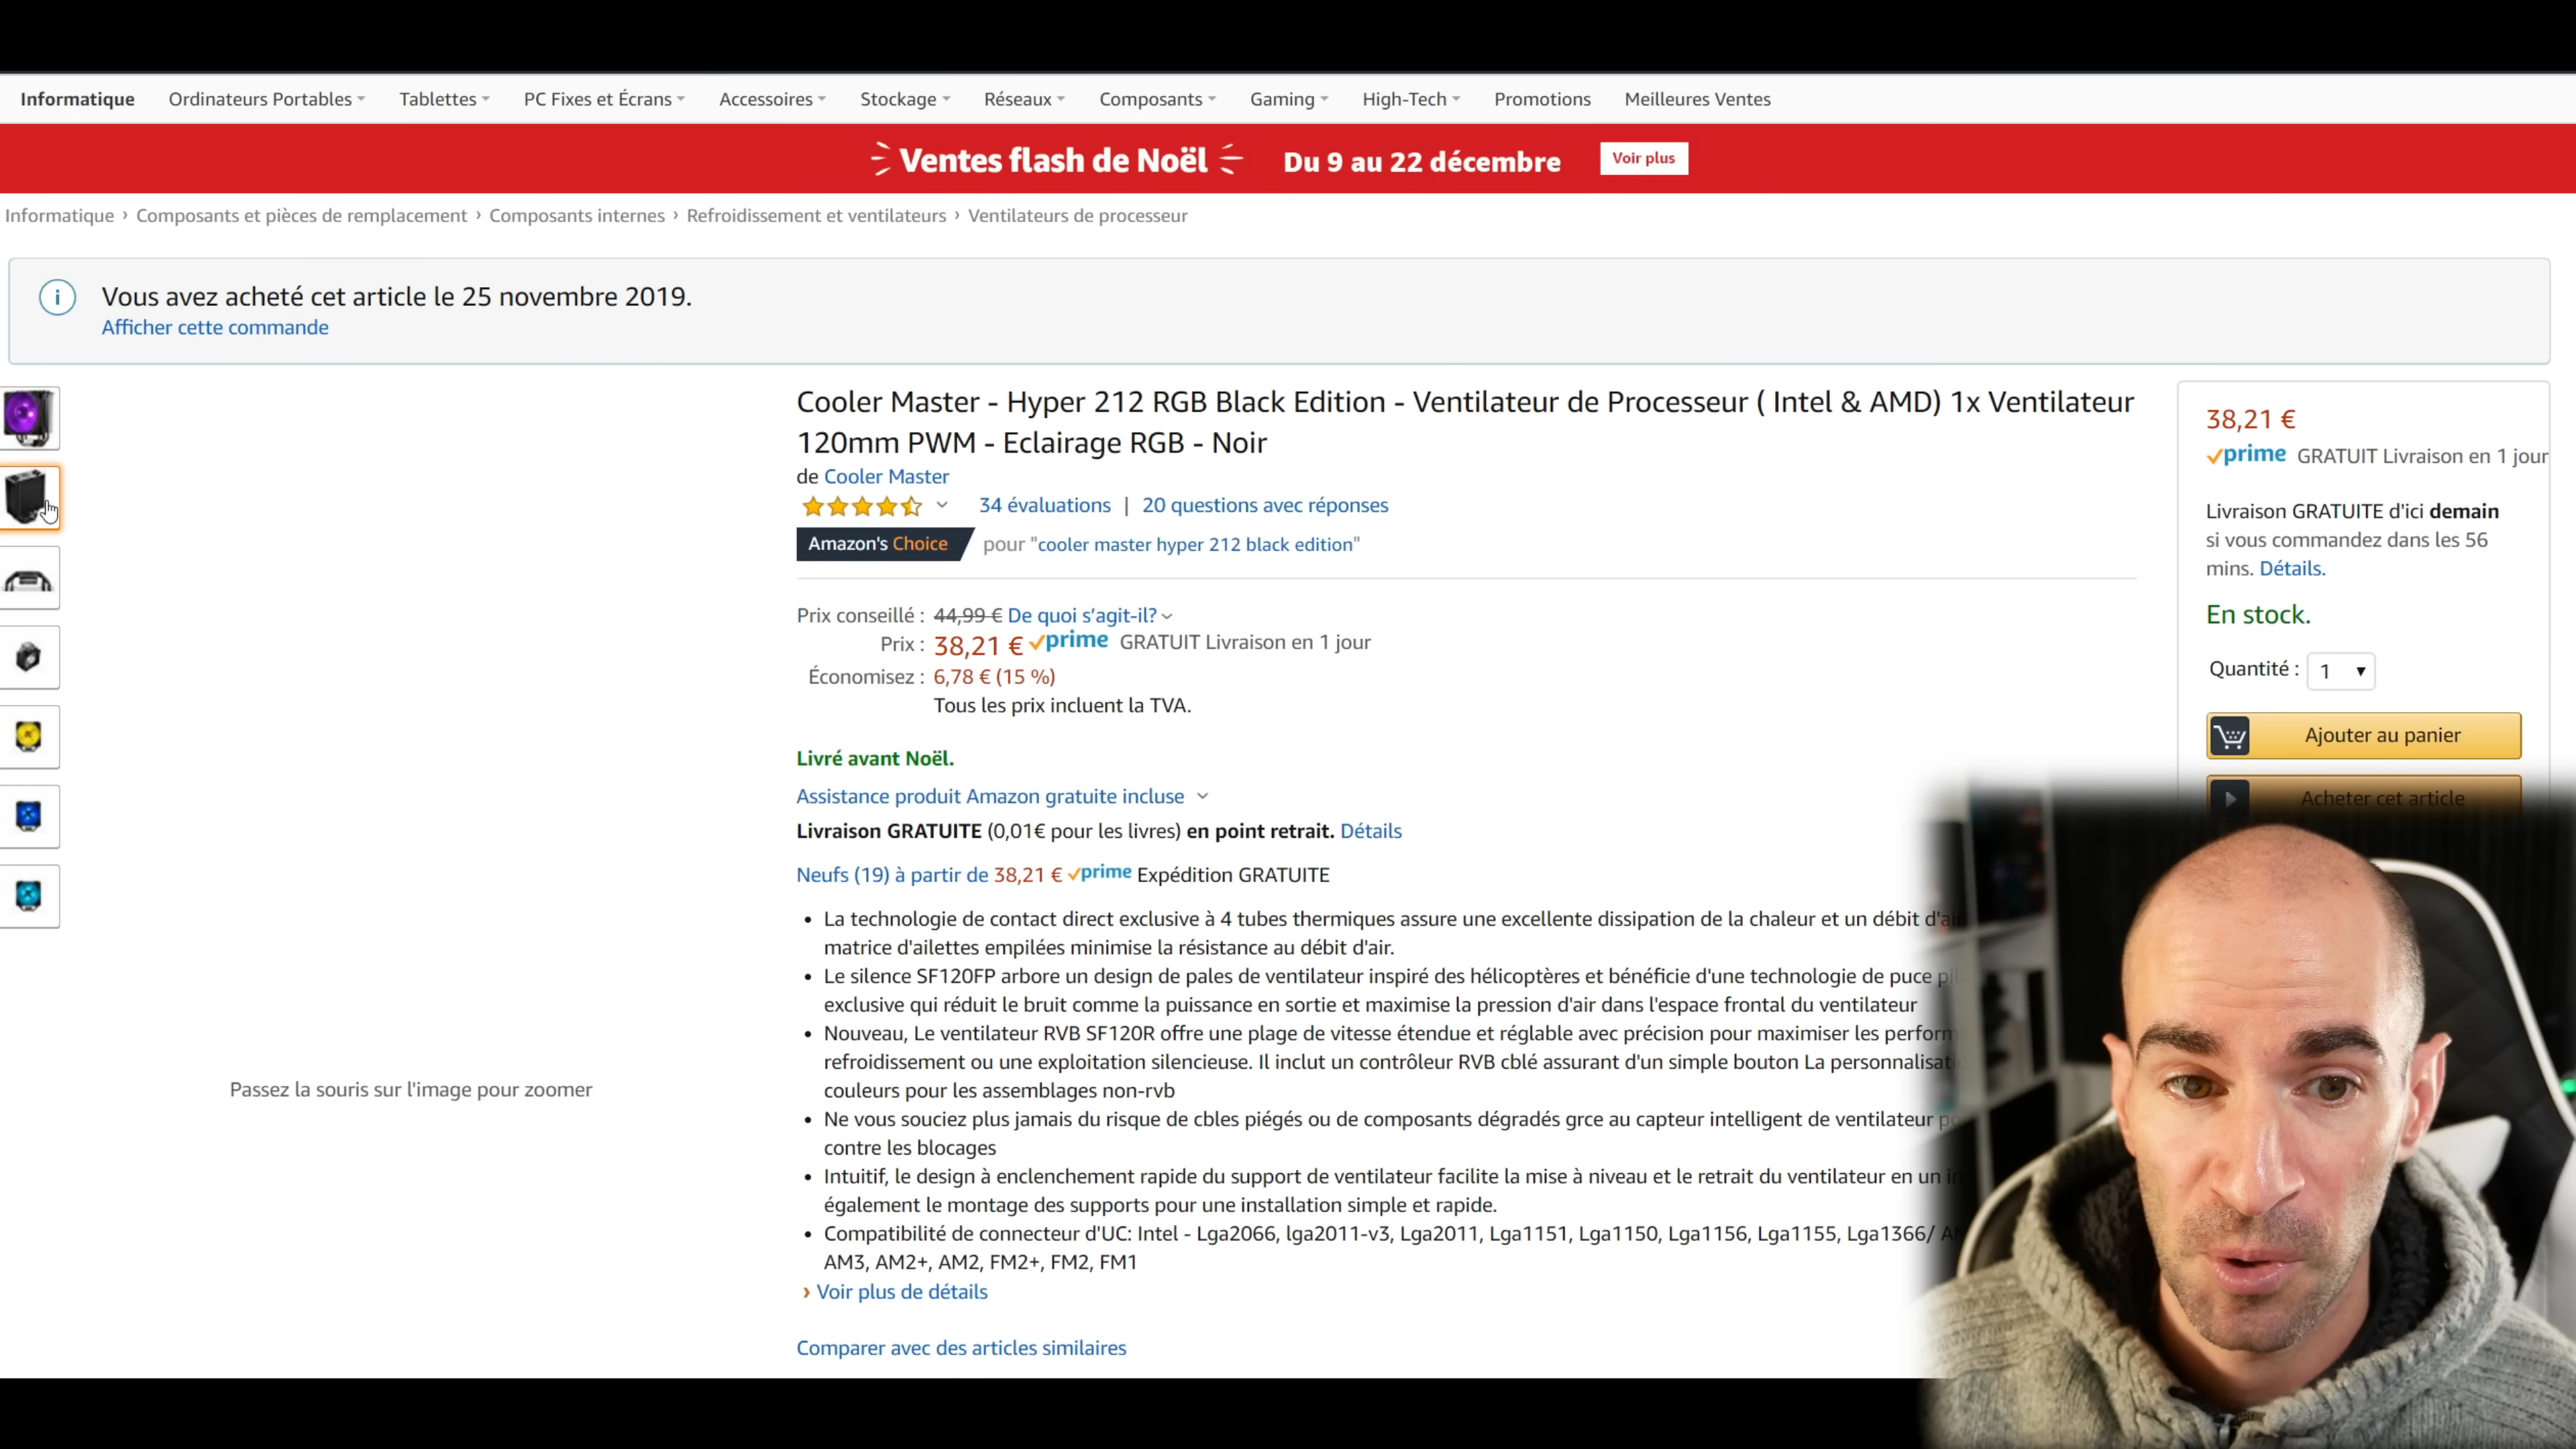 Informatique Ordinateurs Portables Tablettes PC Fixes et Écrans Accessoires Stockage Réseaux Composants Gaming High-Tech Promotions Meilleures Ventes
Ventes flash de Noël Du 9 au 22 décembre Voir plus
Informatique › Composants et pièces de remplacement › Composants internes › Refroidissement et ventilateurs › Ventilateurs de processeur
Vous avez acheté cet article le 25 novembre 2019.
Afficher cette commande
Cooler Master - Hyper 212 RGB Black Edition - Ventilateur de Processeur ( Intel & AMD) 1x Ventilateur
120mm PWM - Eclairage RGB - Noir
de Cooler Master
34 évaluations | 20 questions avec réponses
Amazon's Choice pour "cooler master hyper 212 black edition"
Prix conseillé : 44,99 € De quoi s'agit-il?
Prix : 38,21 € prime GRATUIT Livraison en 1 jour
Économisez : 6,78 € (15 %)
Tous les prix incluent la TVA.
Livré avant Noël.
Assistance produit Amazon gratuite incluse
Livraison GRATUITE (0,01€ pour les livres) en point retrait. Détails
Neufs (19) à partir de 38,21 € prime Expédition GRATUITE
• La technologie de contact direct exclusive à 4 tubes thermiques assure une excellente dissipation de la chaleur et un débit
matrice d'ailettes empilées minimise la résistance au débit d'air.
• Le silence SF120FP arbore un design de pales de ventilateur inspiré des hélicoptères et bénéficie d'une technologie de puce
exclusive qui réduit le bruit comme la puissance en sortie et maximise la pression d'air dans l'espace frontal du ventilateur
• Nouveau, Le ventilateur RVB SF120R offre une plage de vitesse étendue et réglable avec précision pour maximiser les
refroidissement ou une exploitation silencieuse. Il inclut un contrôleur RVB cblé assurant d'un simple bouton La
couleurs pour les assemblages non-rvb
• Ne vous souciez plus jamais du risque de cbles piégés ou de composants dégradés grce au capteur intelligent de ventilateur
contre les blocages
• Intuitif, le design à enclenchement rapide du support de ventilateur facilite la mise à niveau et le retrait du ventilateur en un
également le montage des supports pour une installation simple et rapide.
• Compatibilité de connecteur d'UC: Intel - Lga2066, lga2011-v3, Lga2011, Lga1151, Lga1150, Lga1156, Lga1155, Lga1366/
AM3, AM2+, AM2, FM2+, FM2, FM1
› Voir plus de détails
Comparer avec des articles similaires
Passez la souris sur l'image pour zoomer
38,21 €
prime GRATUIT Livraison en 1 jour
Livraison GRATUITE d'ici demain
si vous commandez dans les 56
mins. Détails.
En stock.
Quantité : 1
Ajouter au panier
Acheter cet article